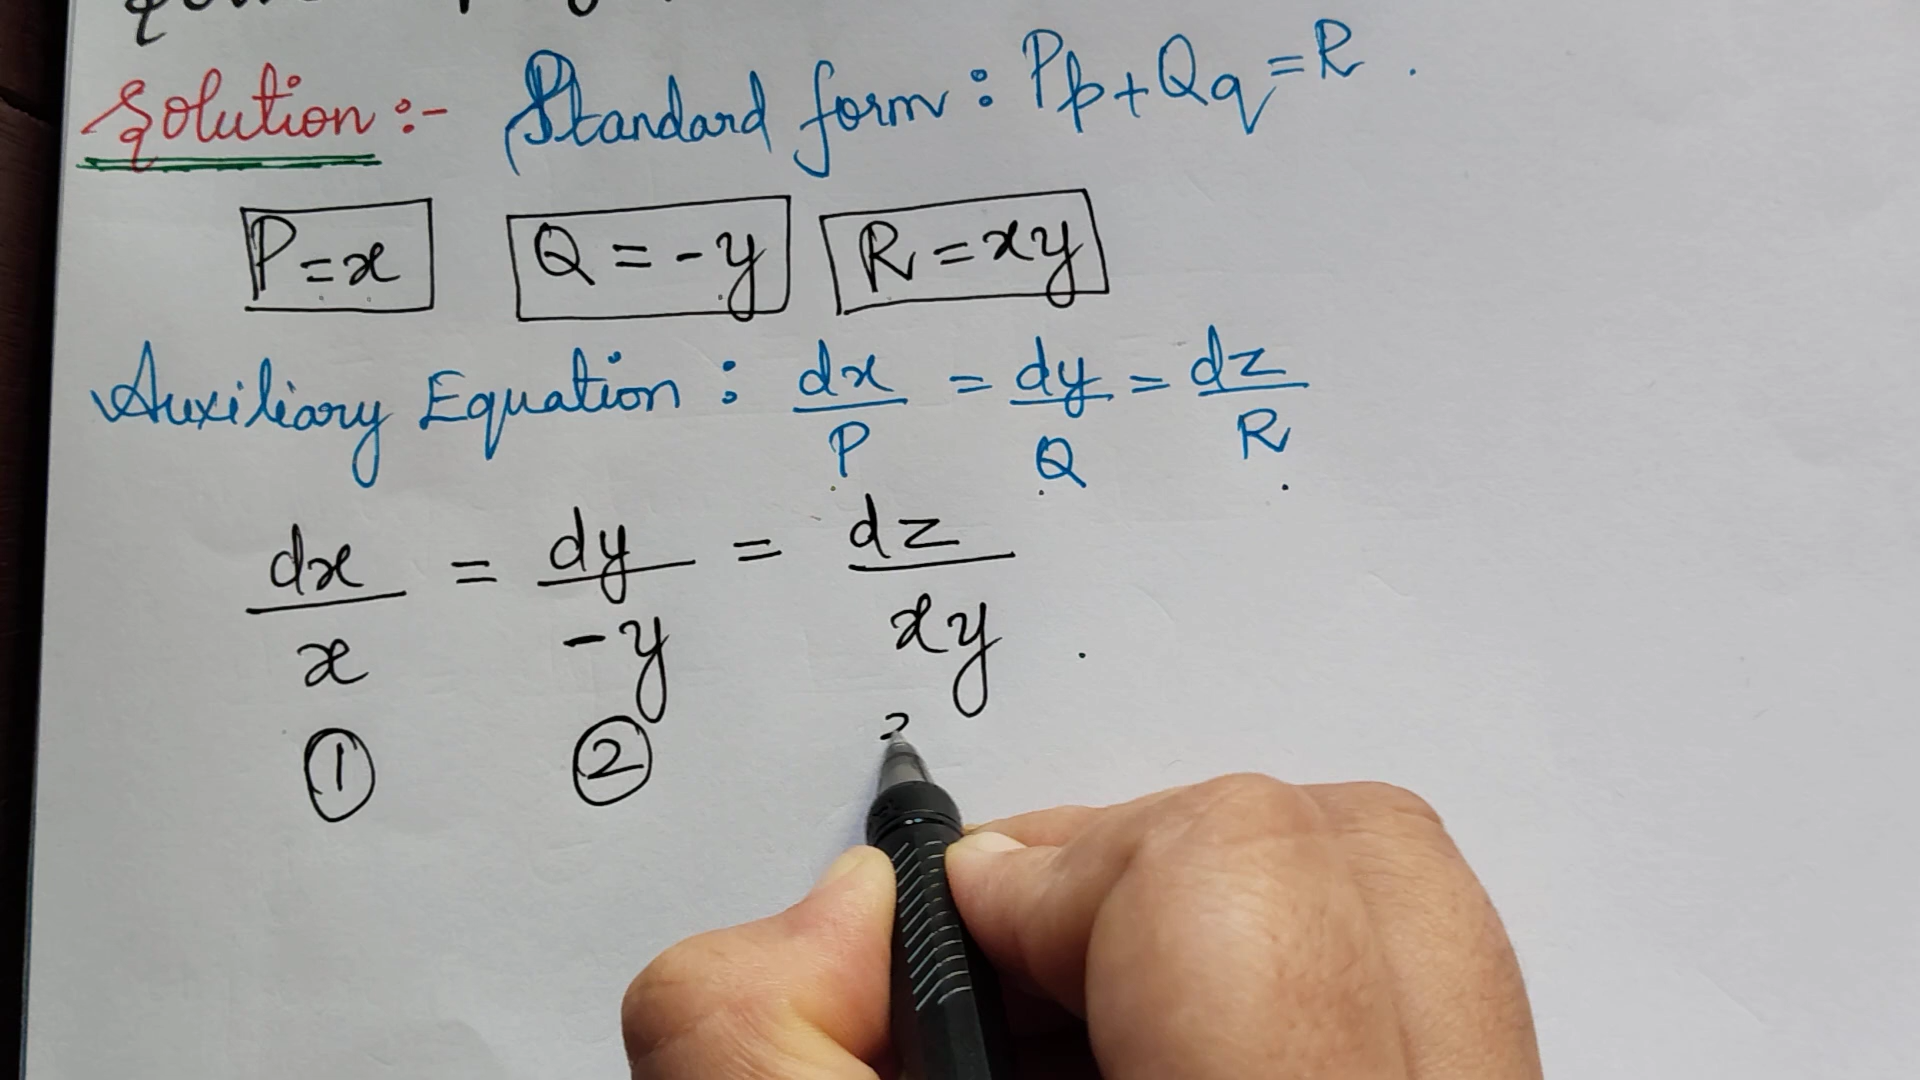 Solution :- Standard form : Pp + Qq = R .
P = x Q = -y R = xy
Auxiliary Equation : dx/P = dy/Q = dz/R
dx/x = dy/-y = dz/xy .
① ②